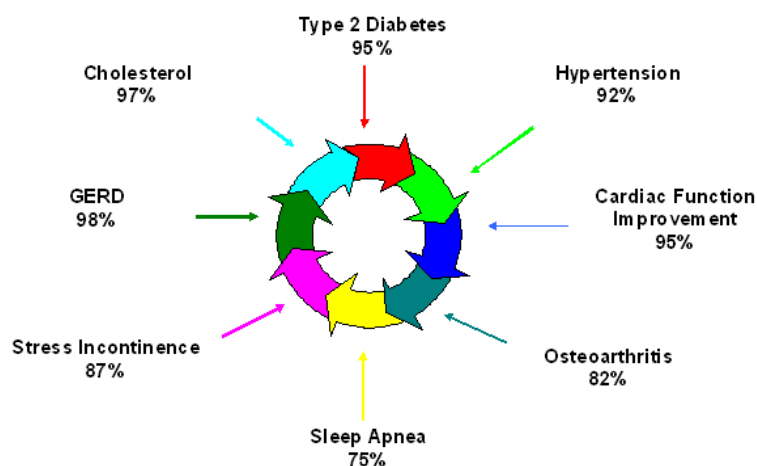 Type 2 Diabetes
95%
Hypertension
92%
Cardiac Function
Improvement
95%
Osteoarthritis
82%
Sleep Apnea
75%
Stress Incontinence
87%
GERD
98%
Cholesterol
97%